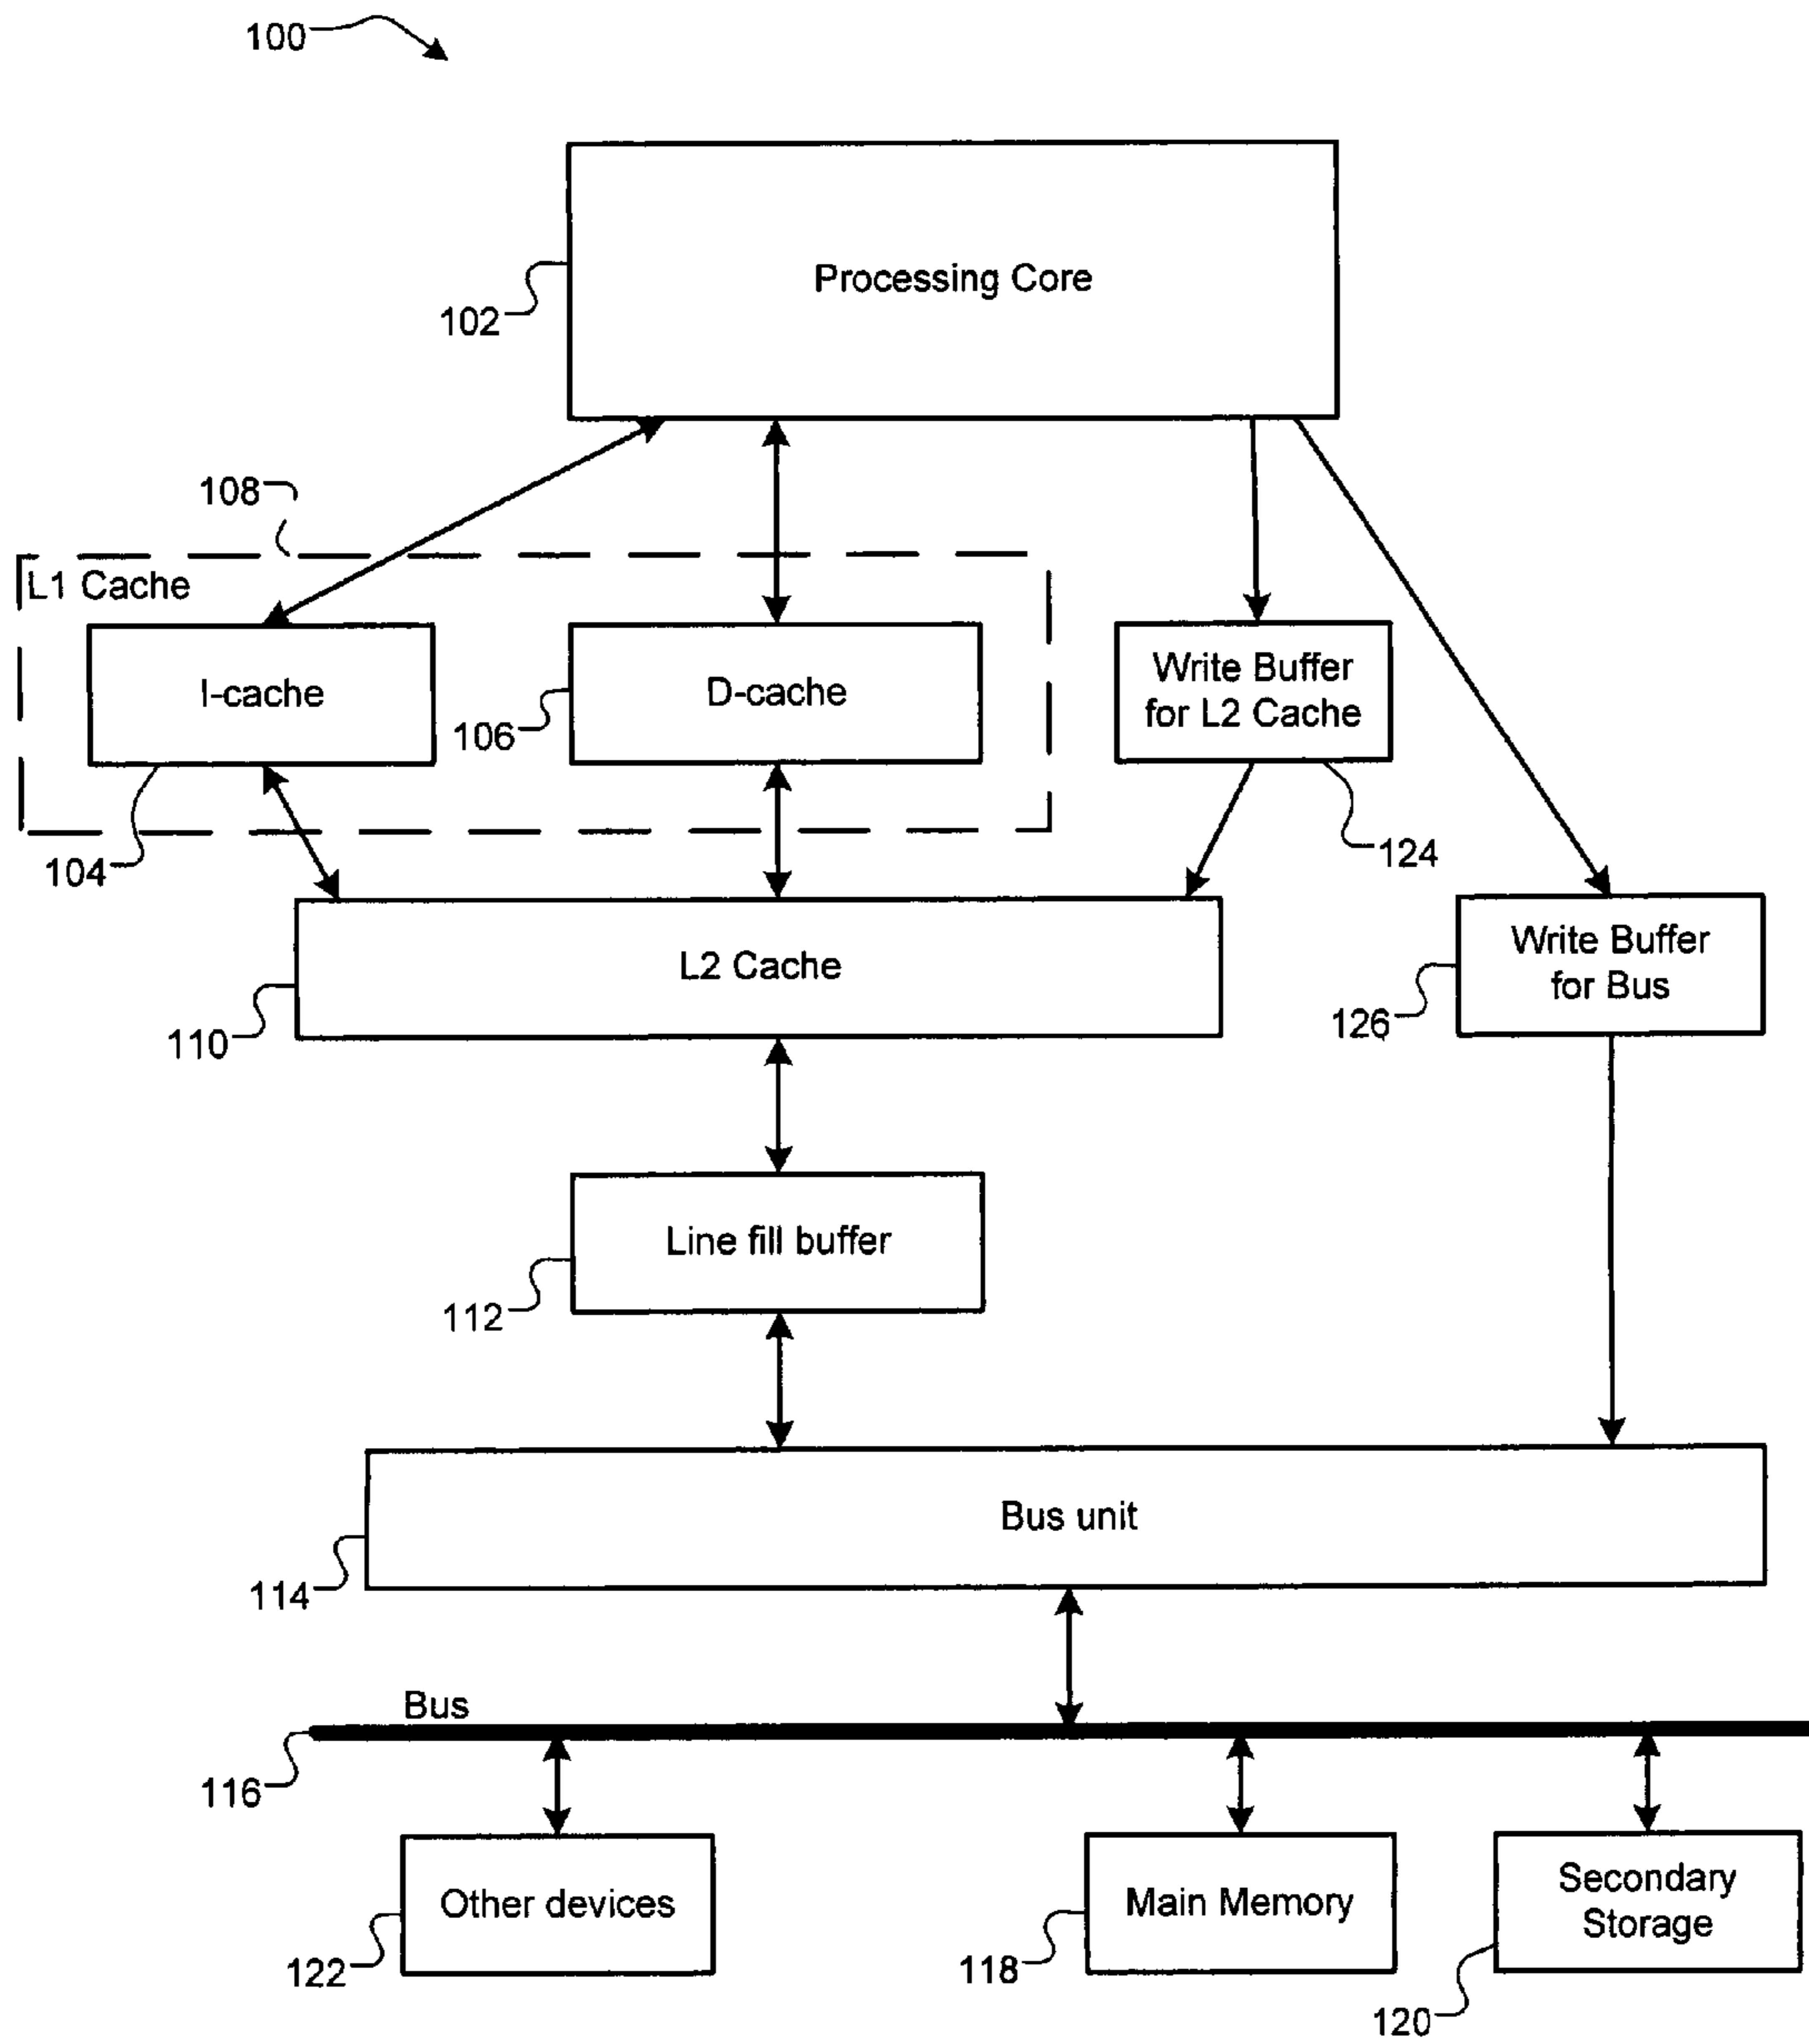 100
Processing Core
102
108
L1 Cache
I-cache
D-cache
106
Write Buffer
for L2 Cache
104
124
L2 Cache
110
Write Buffer
for Bus
126
Line fill buffer
112
Bus unit
114
Bus
116
Other devices
122
Main Memory
118
Secondary
Storage
120